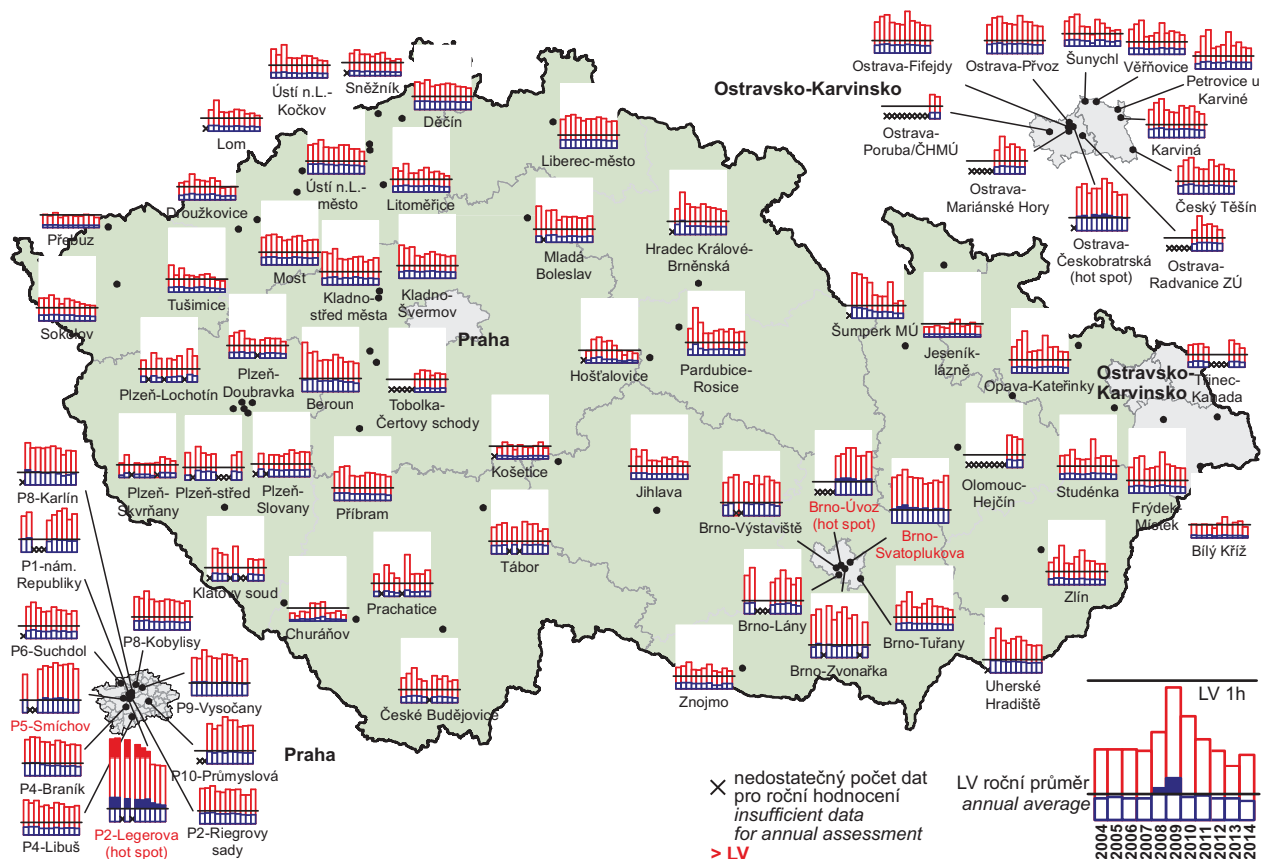 Ústí n.L.-
Kočkov
Sněžník
Děčín
Lom
Ústí n.L.-
město
Litoměřice
Liberec-město
Droužkovice
Přebuz
Sokolov
Tušimice
Most
Kladno-
střed města
Kladno-
Švermov
Mladá
Boleslav
Hradec Králové-
Brněnská
Praha
Plzeň-Lochotín
Plzeň-
Doubravka
Beroun
Tobolka-
Čertovy schody
Hošťalovice
Pardubice-
Rosice
Šumperk MÚ
Jeseník-
lázně
Opava-Kateřinky
Ostravsko-
Karvinsko
Třinec-
Kanada
Ostravsko-Karvinsko
Ostrava-Fifejdy
Ostrava-Přívoz
Šunychl
Věřňovice
Petrovice u
Karviné
Karviná
Český Těšín
Ostrava-
Poruba/ČHMÚ
Ostrava-
Mariánské Hory
Ostrava-
Českobratrská
(hot spot)
Ostrava-
Radvanice ZÚ
Plzeň-
Skvrňany
Plzeň-střed
Plzeň-
Slovany
Příbram
Košetice
Jihlava
Brno-Výstaviště
Brno-Úvoz
(hot spot)
Brno-
Svatoplukova
Olomouc-
Hejčín
Studénka
Frýdek
Místek
Bílý Kříž
Klatovy soud
Churáňov
Prachatice
Tábor
České Budějovice
Brno-Lány
Brno-Zvonařka
Brno-Tuřany
Znojmo
Uherské
Hradiště
Zlín
P8-Karlín
P1-nám.
Republiky
P6-Suchdol
P8-Kobylisy
P5-Smíchov
P9-Vysočany
P4-Braník
P10-Průmyslová
Praha
P4-Libuš
P2-Legerova
(hot spot)
P2-Riegrovy
sady
nedostatečný počet dat
pro roční hodnocení
insufficient data
for annual assessment
> LV
LV 1h
LV roční průměr
annual average
2004
2005
2006
2007
2008
2009
2010
2011
2012
2013
2014